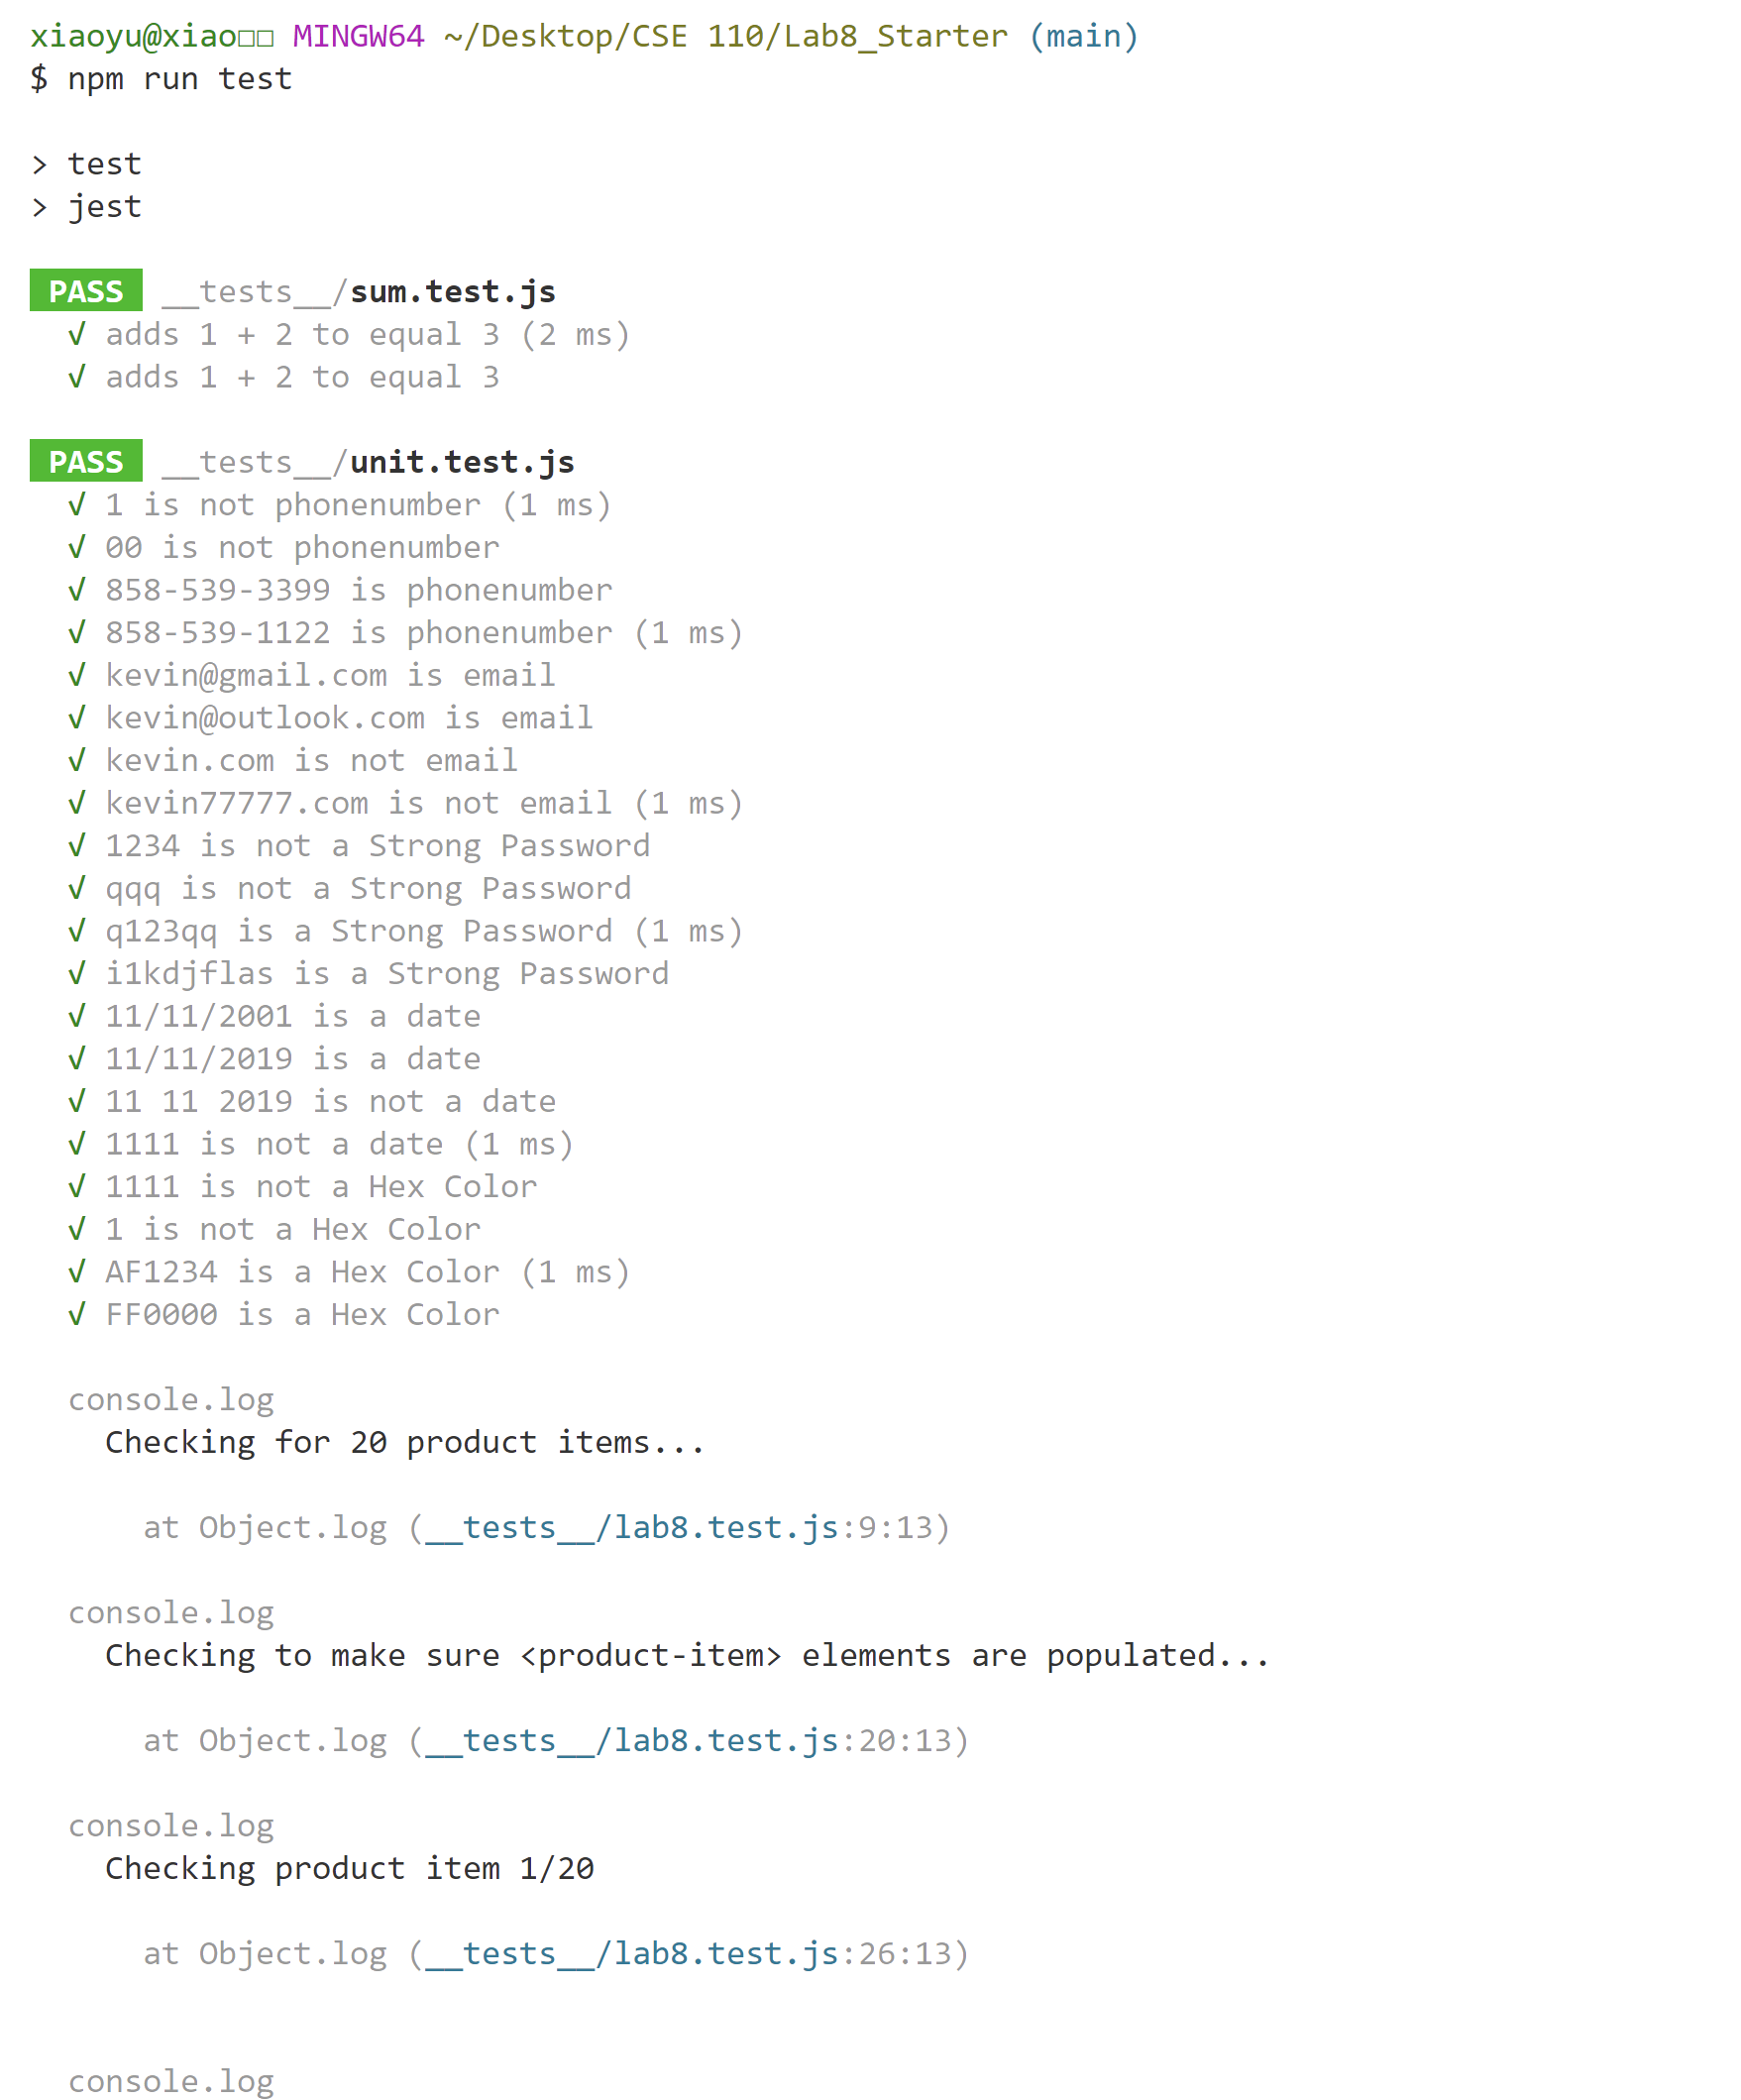 xiaoyu@xiao□□ MINGW64 ~/Desktop/CSE 110/Lab8_Starter (main)
$ npm run test
> test
> jest
PASS __tests__/sum.test.js
√ adds 1 + 2 to equal 3 (2 ms)
√ adds 1 + 2 to equal 3
PASS __tests__/unit.test.js
√ 1 is not phonenumber (1 ms)
√ 00 is not phonenumber
√ 858-539-3399 is phonenumber
√ 858-539-1122 is phonenumber (1 ms)
√ kevin@gmail.com is email
√ kevin@outlook.com is email
√ kevin.com is not email
√ kevin77777.com is not email (1 ms)
√ 1234 is not a Strong Password
√ qqq is not a Strong Password
√ q123qq is a Strong Password (1 ms)
√ i1kdjflas is a Strong Password
√ 11/11/2001 is a date
√ 11/11/2019 is a date
√ 11 11 2019 is not a date
√ 1111 is not a date (1 ms)
√ 1111 is not a Hex Color
√ 1 is not a Hex Color
√ AF1234 is a Hex Color (1 ms)
√ FF0000 is a Hex Color
console.log
Checking for 20 product items...
at Object.log (__tests__/lab8.test.js:9:13)
console.log
Checking to make sure <product-item> elements are populated...
at Object.log (__tests__/lab8.test.js:20:13)
console.log
Checking product item 1/20
at Object.log (__tests__/lab8.test.js:26:13)
console.log